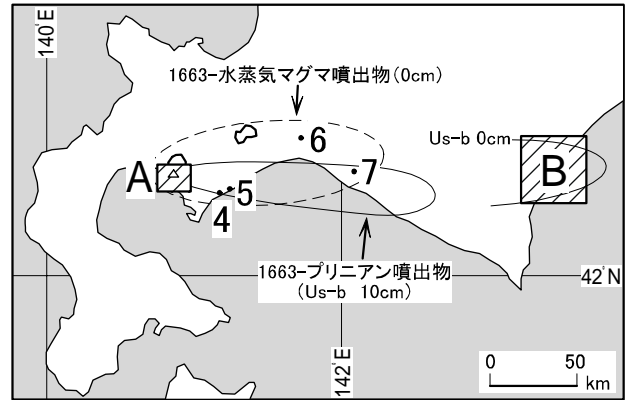 140°E
1663-水蒸気マグマ噴出物(0cm)
6
Us-b 0cm
A
7
B
5
4
1663-プリニアン噴出物
(Us-b 10cm)
42°N
142°E
0 50
km